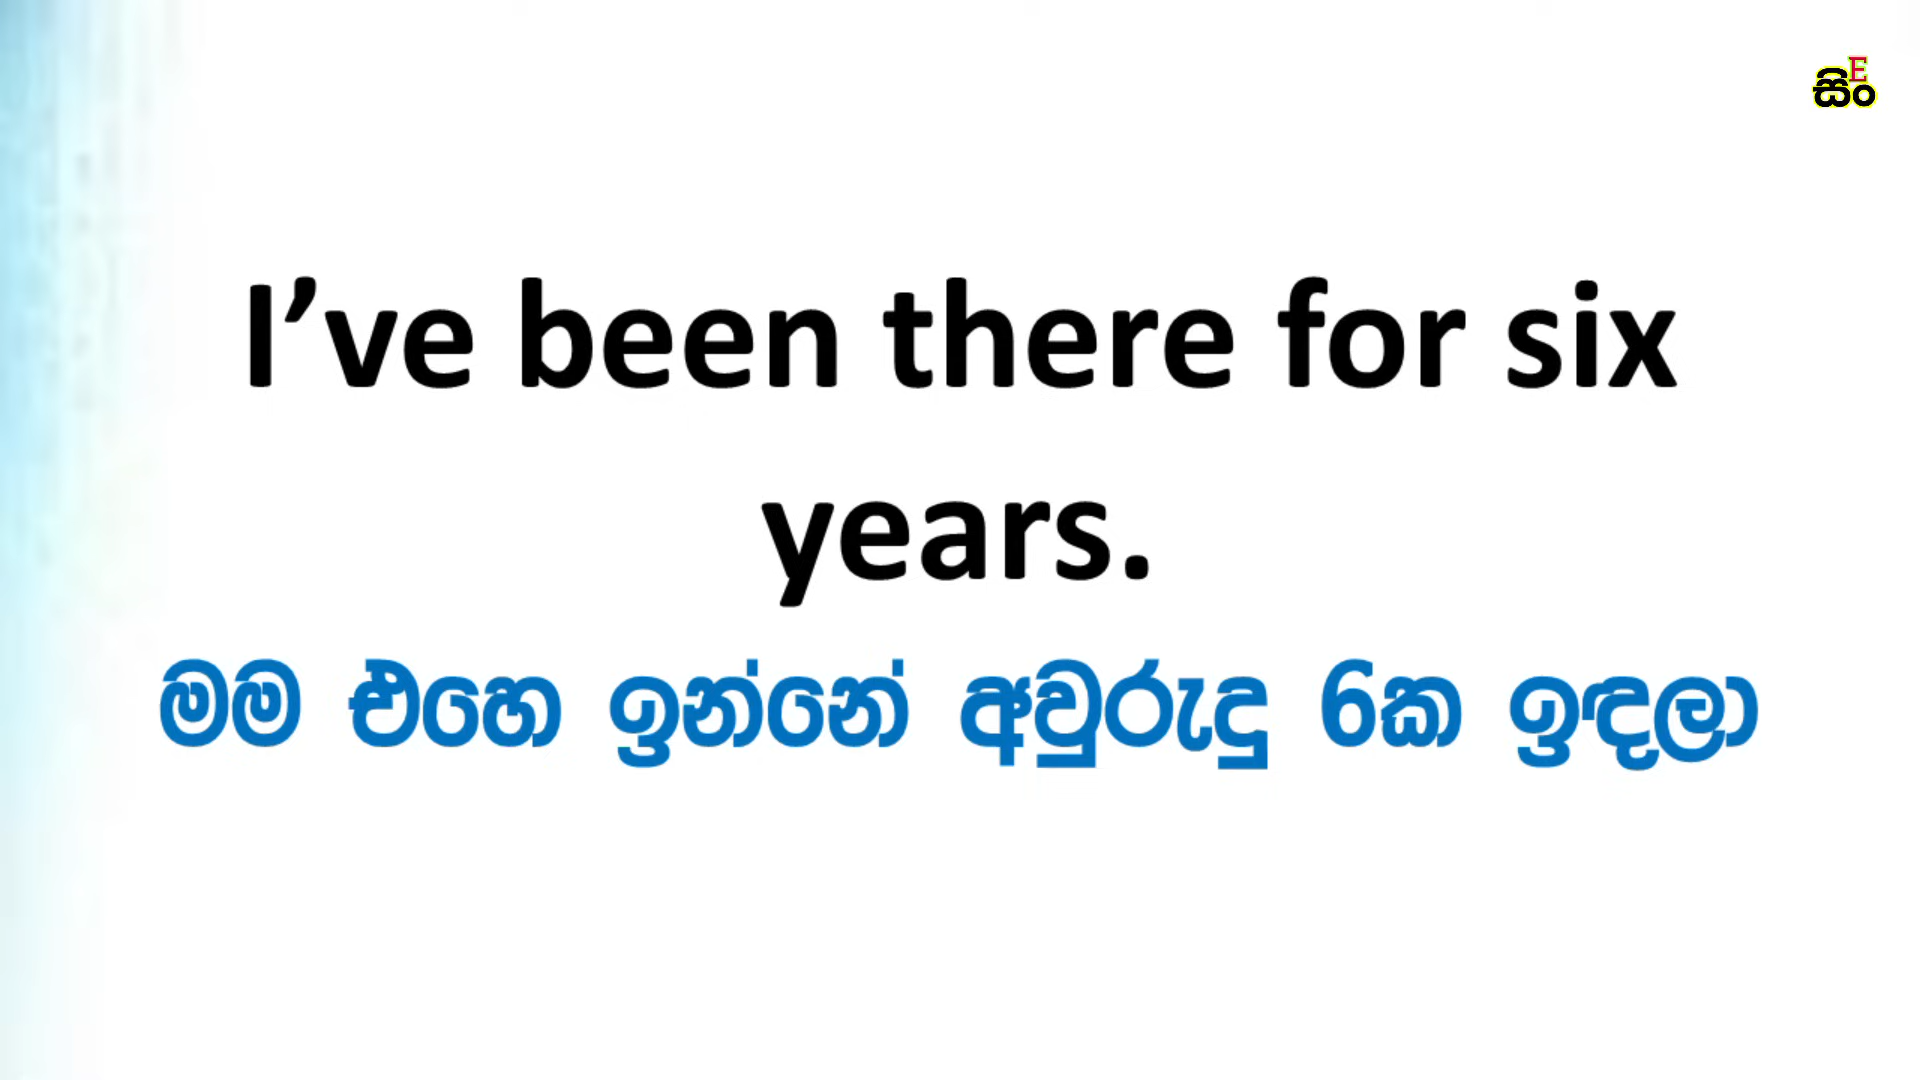 E
සිං
I’ve been there for six
years.
මම එහෙ ඉන්නේ අවුරුදු 6ක ඉඳලා